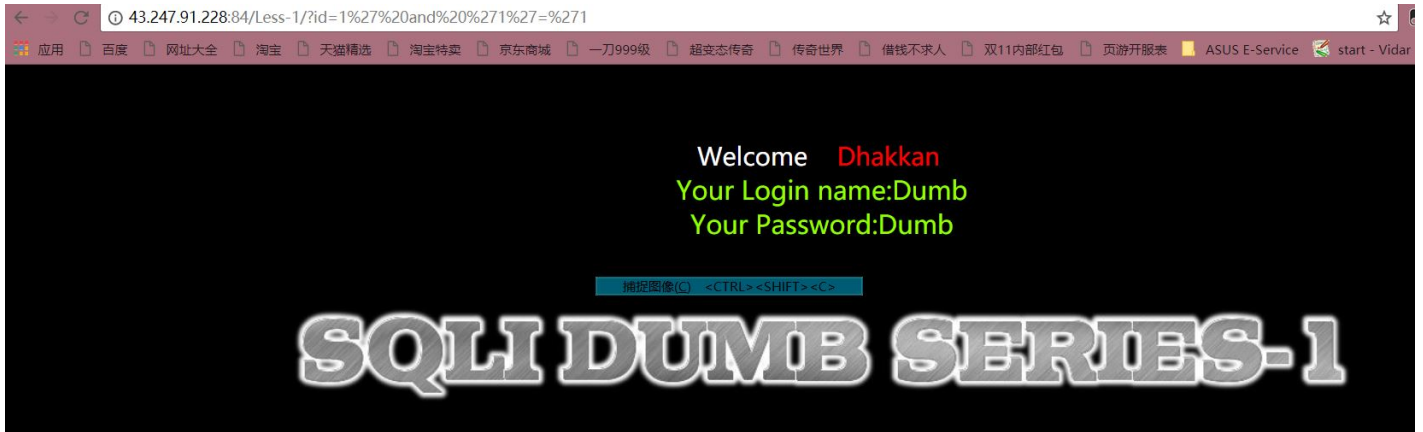 43.247.91.228:84/Less-1/?id=1%27%20and%20%271%27=%271
应用 百度 网址大全 淘宝 天猫精选 淘宝特卖 京东商城 一刀999级 超变态传奇 传奇世界 借钱不求人 双11内部红包 页游开服表 ASUS E-Service start - Vidar
Welcome Dhakkan
Your Login name:Dumb
Your Password:Dumb
捕捉图像(C) <CTRL><SHIFT><C>
SQLI DUMB SERIES-1